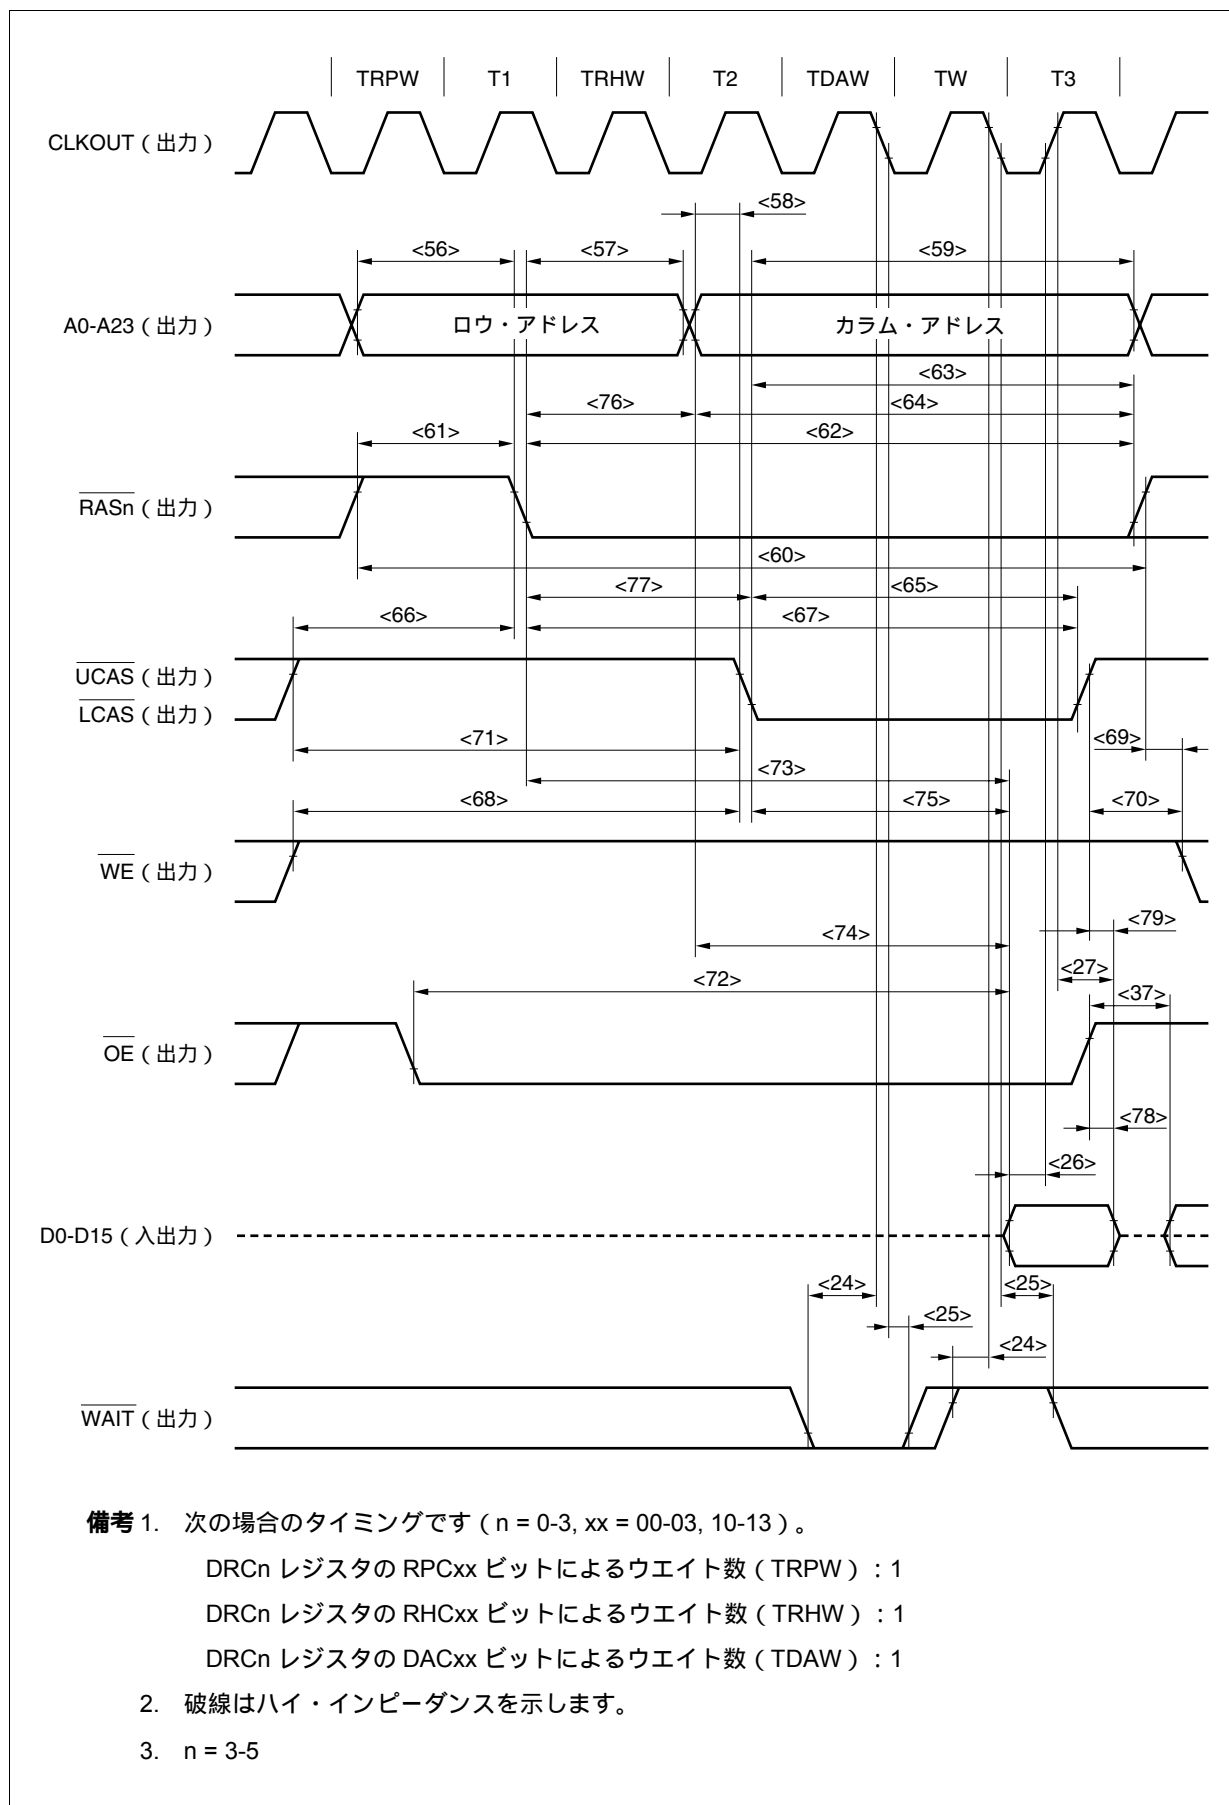 TRPW T1 TRHW T2 TDAW TW T3
CLKOUT（出力）
<58>
<56> <57> <59>
A0-A23（出力） ロウ・アドレス カラム・アドレス
<63>
<76> <64>
<61> <62>
RASn（出力）
<60>
<77> <65>
<66> <67>
UCAS（出力）
LCAS（出力）
<71> <69>
<73>
<68> <75> <70>
WE（出力）
<79>
<74>
<27>
<72>
<37>
OE（出力）
<78>
<26>
D0-D15（入出力）
<24> <25>
<25>
<24>
WAIT（出力）
備考 1. 次の場合のタイミングです（n = 0-3, xx = 00-03, 10-13）。
DRCn レジスタの RPCxx ビットによるウエイト数（TRPW）：1
DRCn レジスタの RHCxx ビットによるウエイト数（TRHW）：1
DRCn レジスタの DACxx ビットによるウエイト数（TDAW）：1
2. 破線はハイ・インピーダンスを示します。
3. n = 3-5